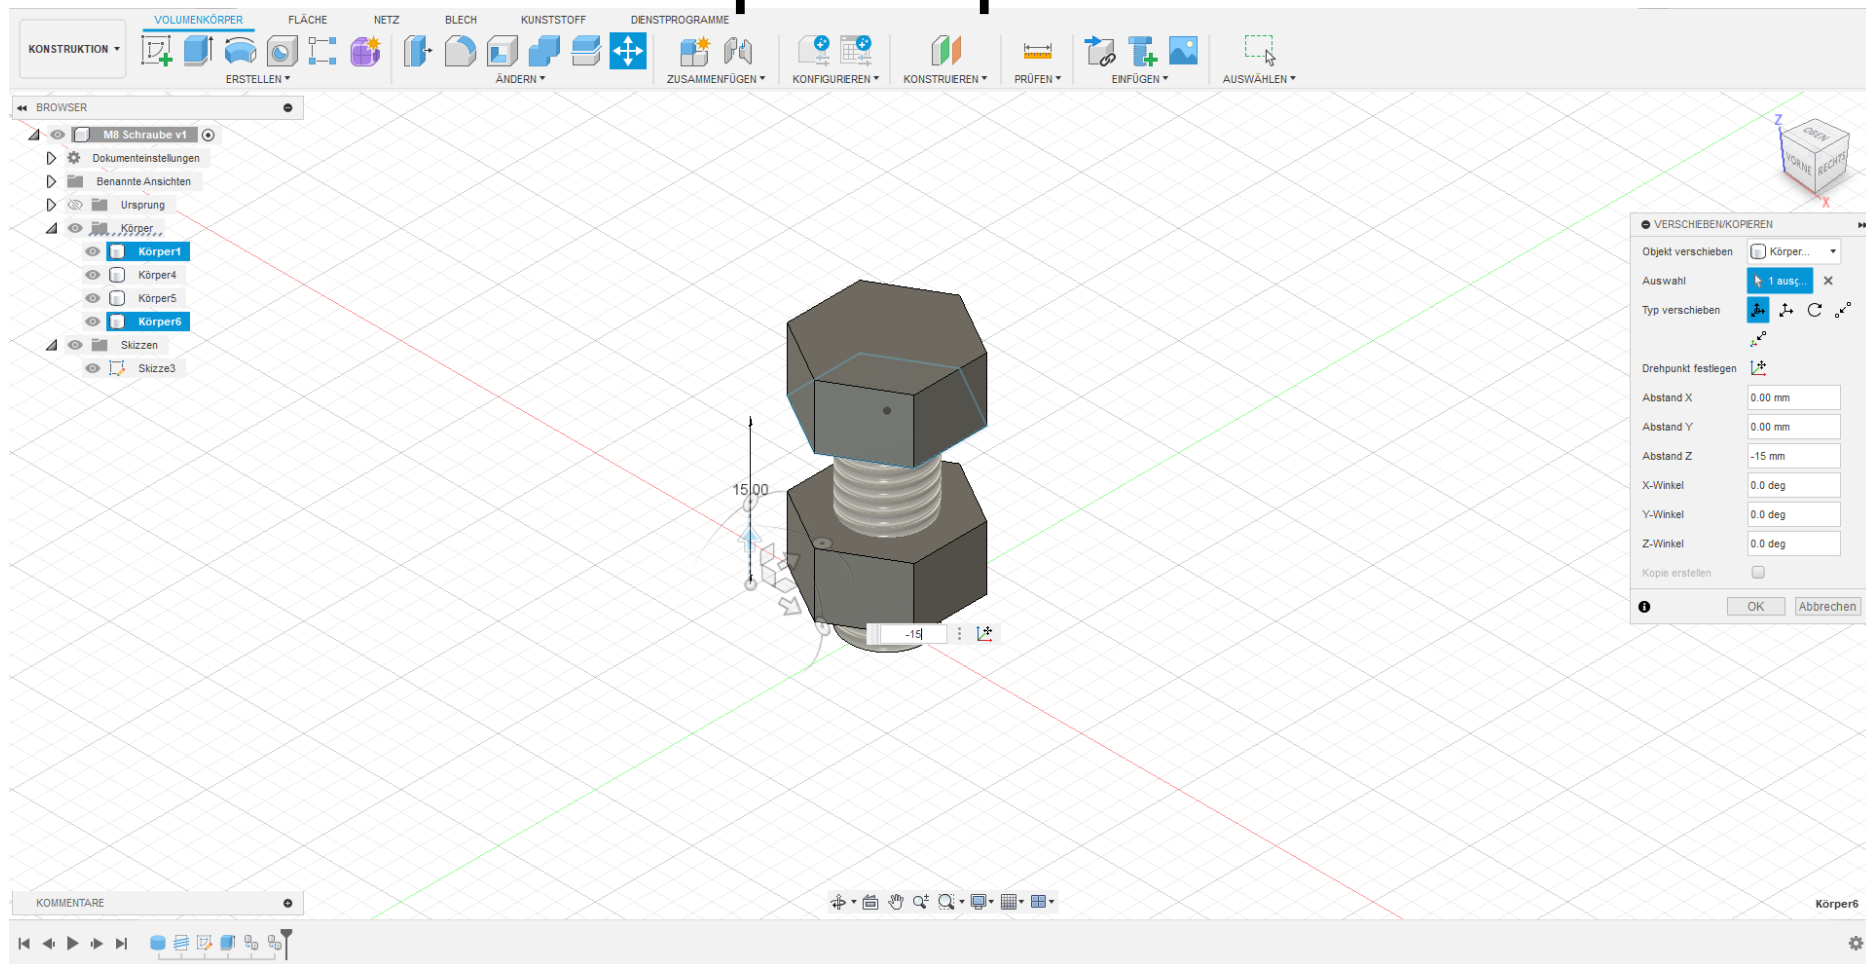 VOLUMENKÖRPER FLÄCHE NETZ BLECH KUNSTSTOFF DIENSTPROGRAMME
KONSTRUKTION
ERSTELLEN ÄNDERN ZUSAMMENFÜGEN KONFIGURIEREN KONSTRUIEREN PRÜFEN EINFÜGEN AUSWÄHLEN
BROWSER
M8 Schraube v1
Dokumenteinstellungen
Benannte Ansichten
Ursprung
Körper
Körper1
Körper4
Körper5
Körper6
Skizzen
Skizze3
Z
OBEN
VORNE
RECHTS
X
VERSCHIEBEN/KOPIEREN
Objekt verschieben Körper...
Auswahl 1 ausg...
Typ verschieben
Drehpunkt festlegen
Abstand X 0.00 mm
Abstand Y 0.00 mm
Abstand Z -15 mm
X-Winkel 0.0 deg
Y-Winkel 0.0 deg
Z-Winkel 0.0 deg
Kopie erstellen
OK Abbrechen
15.00
-15
KOMMENTARE
Körper6